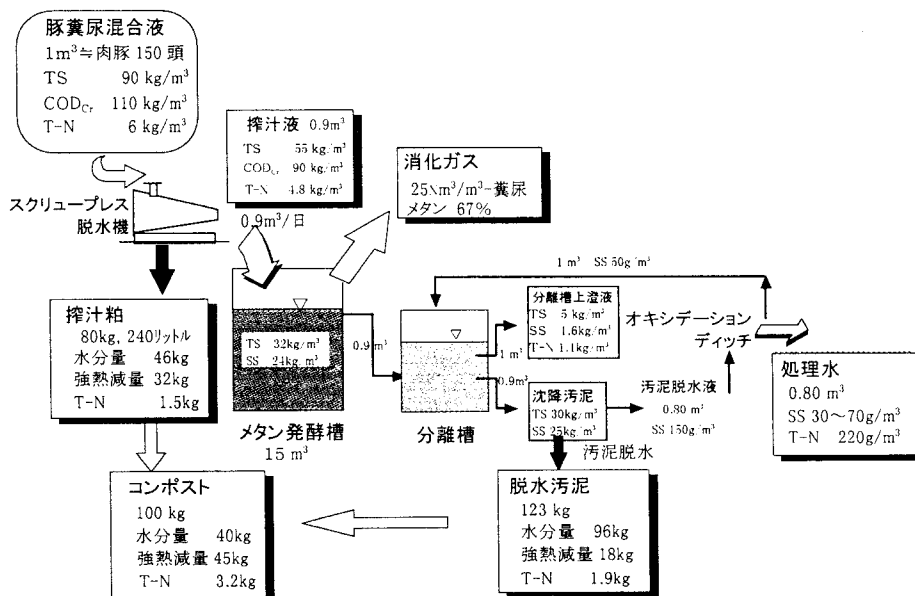 豚糞尿混合液
1m³≒肉豚 150 頭
TS 90 kg/m³
CODCr 110 kg/m³
T-N 6 kg/m³
搾汁液 0.9m³
TS 55 kg/m³
CODCr 90 kg/m³
T-N 4.8 kg/m³
消化ガス
25Nm³/m³-糞尿
メタン 67%
スクリュープレス
脱水機
0.9m³/日
1 m³ SS 50g/m³
搾汁粕
80kg, 240リットル
水分量 46kg
強熱減量 32kg
T-N 1.5kg
TS 32kg/m³
SS 24kg/m³
メタン発酵槽
15 m³
0.9 m³
分離槽
1 m³
0.9m³
分離槽上澄液
TS 5 kg/m³
SS 1.6kg/m³
T-N 1.1kg/m³
沈降汚泥
TS 30kg/m³
SS 25kg/m³
汚泥脱水
汚泥脱水液
0.80 m³
SS 150g/m³
オキシデーション
ディッチ
処理水
0.80 m³
SS 30～70g/m³
T-N 220g/m³
コンポスト
100 kg
水分量 40kg
強熱減量 45kg
T-N 3.2kg
脱水汚泥
123 kg
水分量 96kg
強熱減量 18kg
T-N 1.9kg